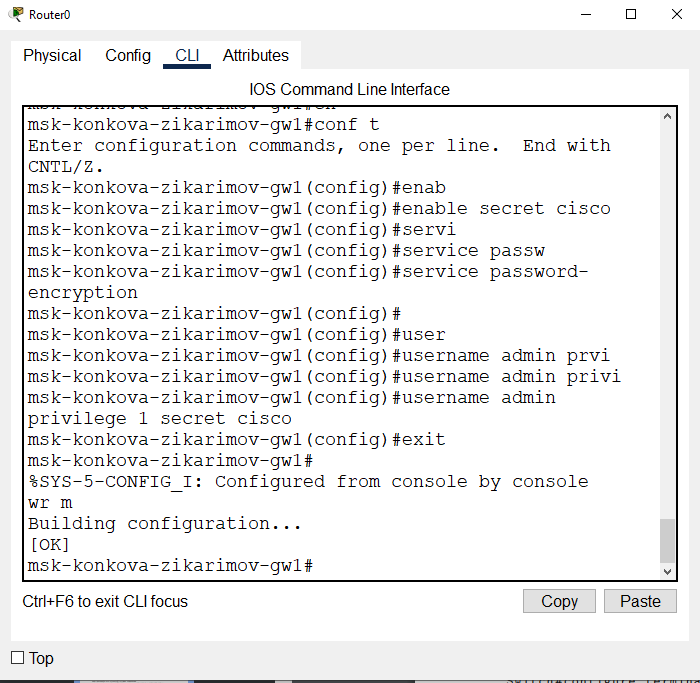 Router0
Physical Config CLI Attributes
IOS Command Line Interface
msk-konkova-zikarimov-gw1#conf t
Enter configuration commands, one per line.  End with
CNTL/Z.
msk-konkova-zikarimov-gw1(config)#enab
msk-konkova-zikarimov-gw1(config)#enable secret cisco
msk-konkova-zikarimov-gw1(config)#servi
msk-konkova-zikarimov-gw1(config)#service passw
msk-konkova-zikarimov-gw1(config)#service password-
encryption
msk-konkova-zikarimov-gw1(config)#
msk-konkova-zikarimov-gw1(config)#user
msk-konkova-zikarimov-gw1(config)#username admin prvi
msk-konkova-zikarimov-gw1(config)#username admin privi
msk-konkova-zikarimov-gw1(config)#username admin
privilege 1 secret cisco
msk-konkova-zikarimov-gw1(config)#exit
msk-konkova-zikarimov-gw1#
%SYS-5-CONFIG_I: Configured from console by console
wr m
Building configuration...
[OK]
msk-konkova-zikarimov-gw1#
Ctrl+F6 to exit CLI focus
Copy Paste
Top